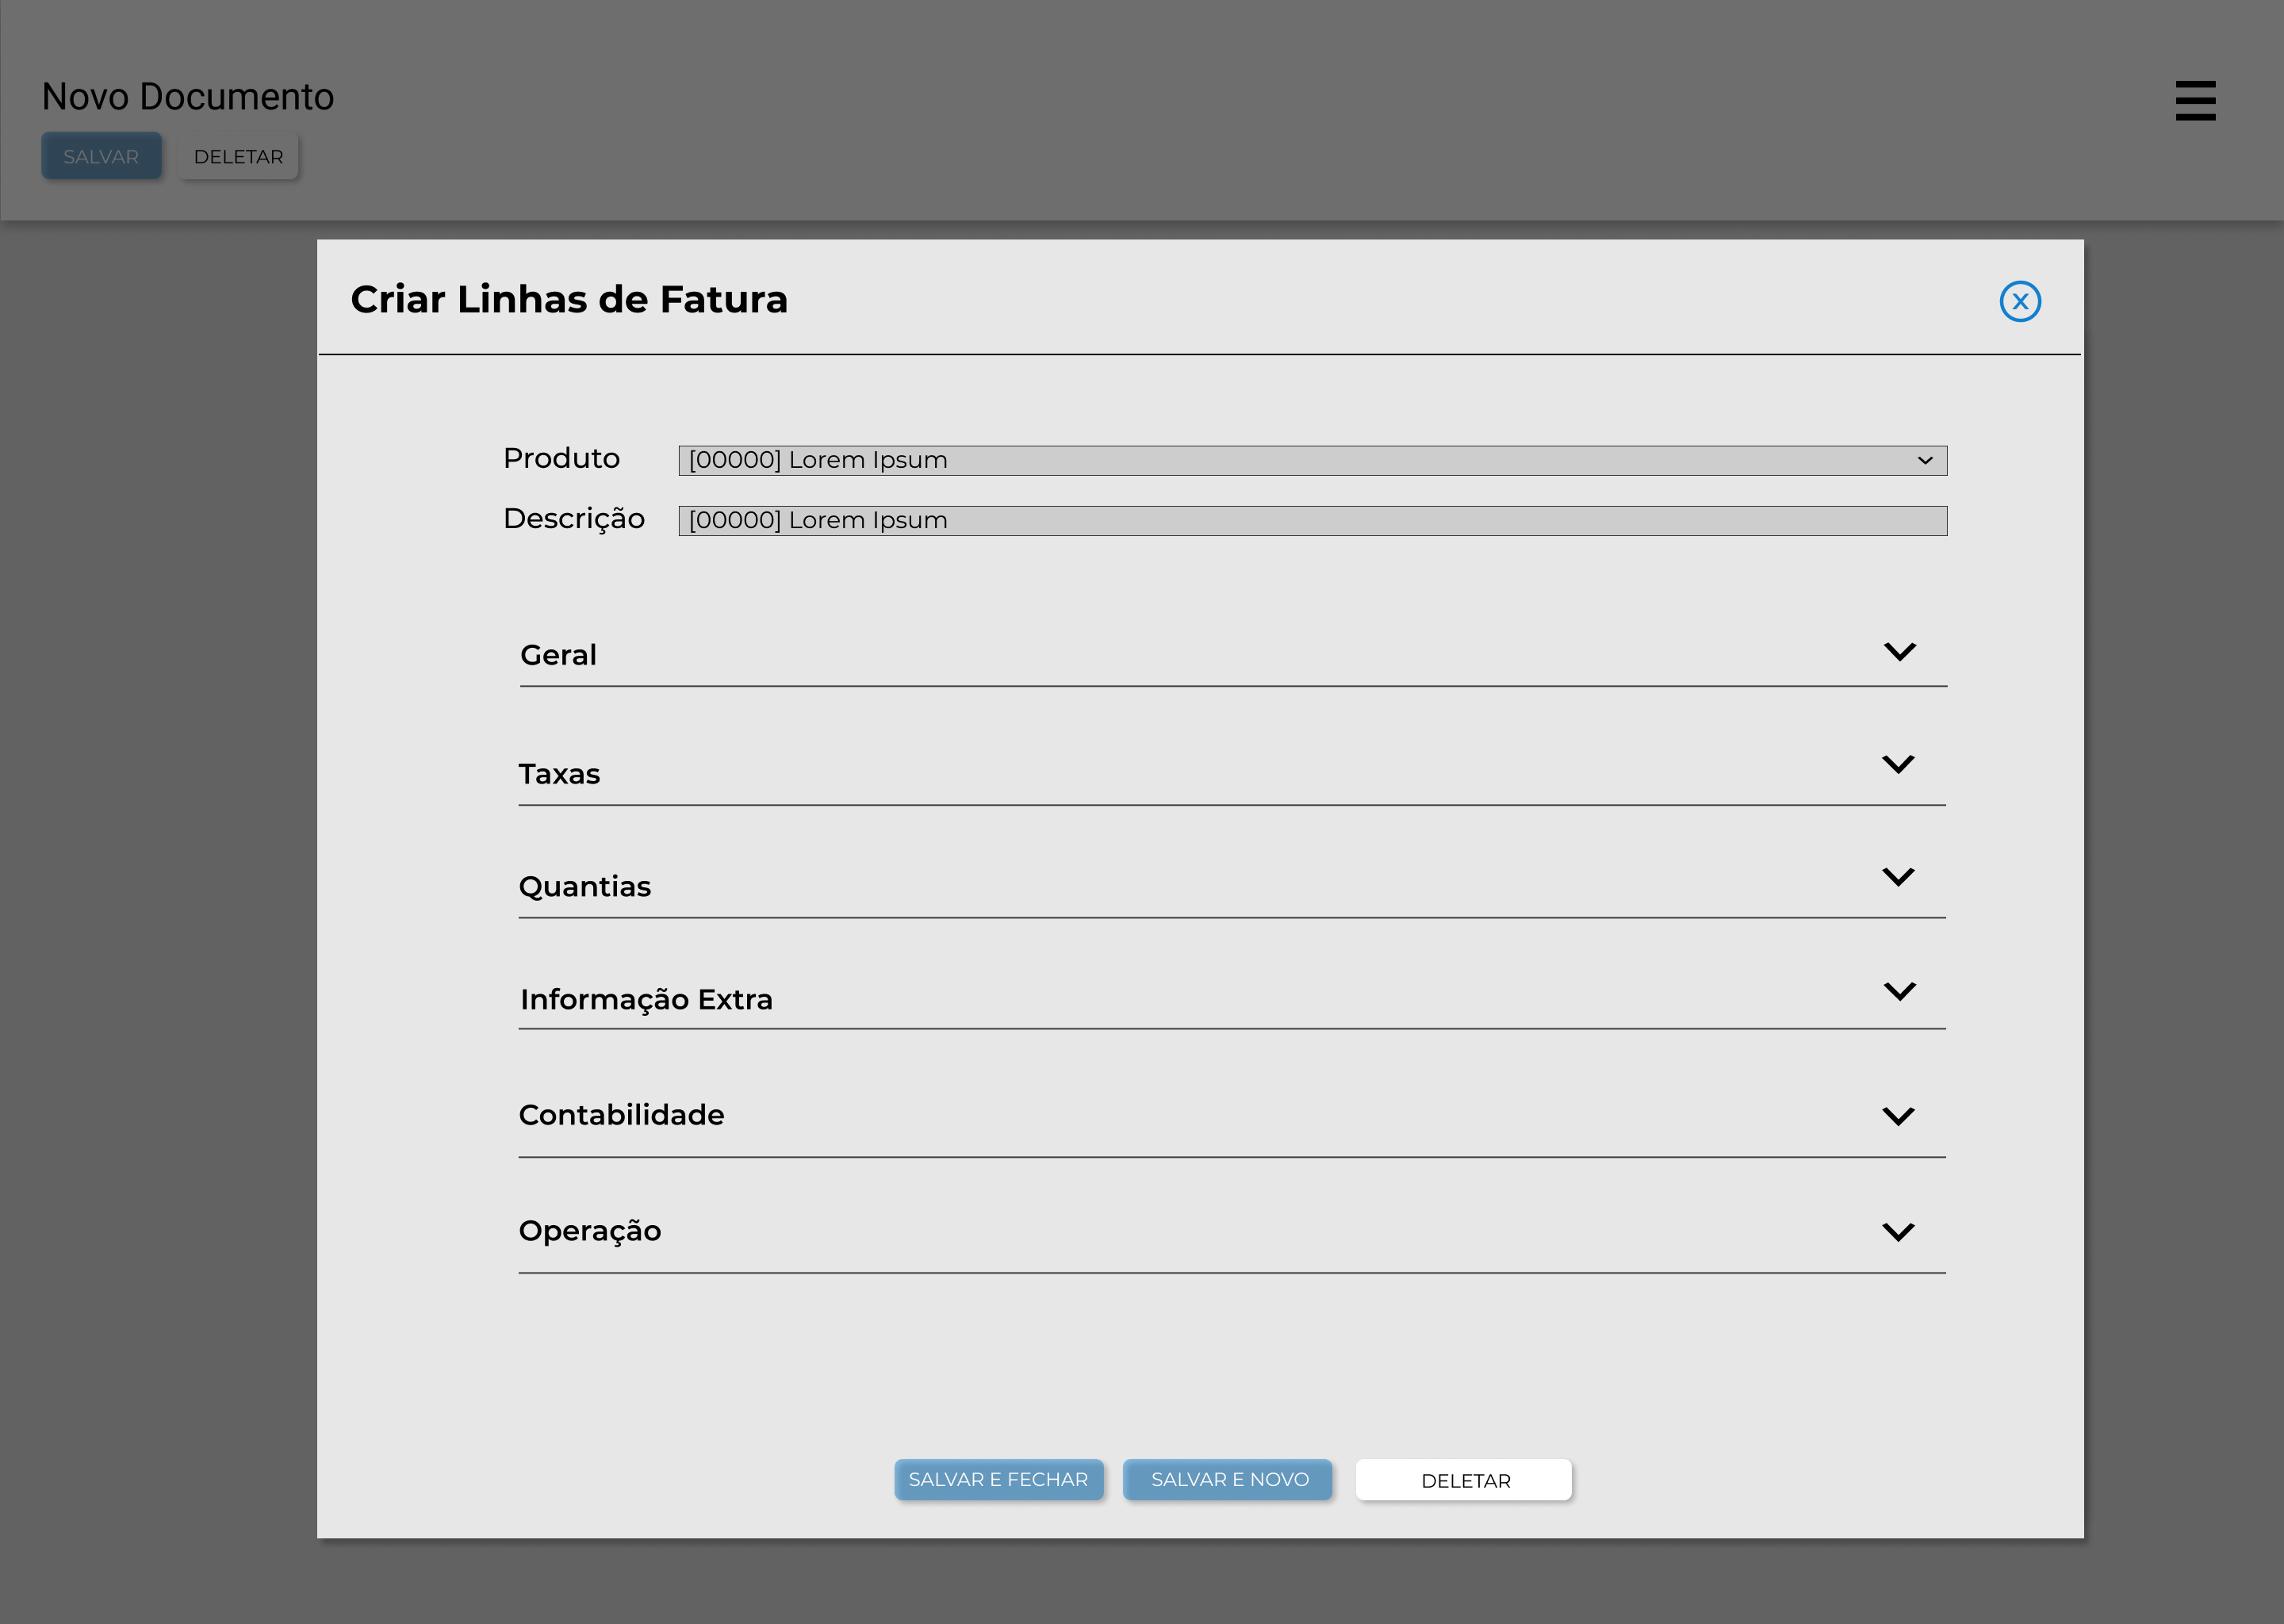 Novo Documento
SALVAR DELETAR
Criar Linhas de Fatura X
Produto [00000] Lorem Ipsum
Descrição [00000] Lorem Ipsum
Geral
Taxas
Quantias
Informação Extra
Contabilidade
Operação
SALVAR E FECHAR SALVAR E NOVO DELETAR